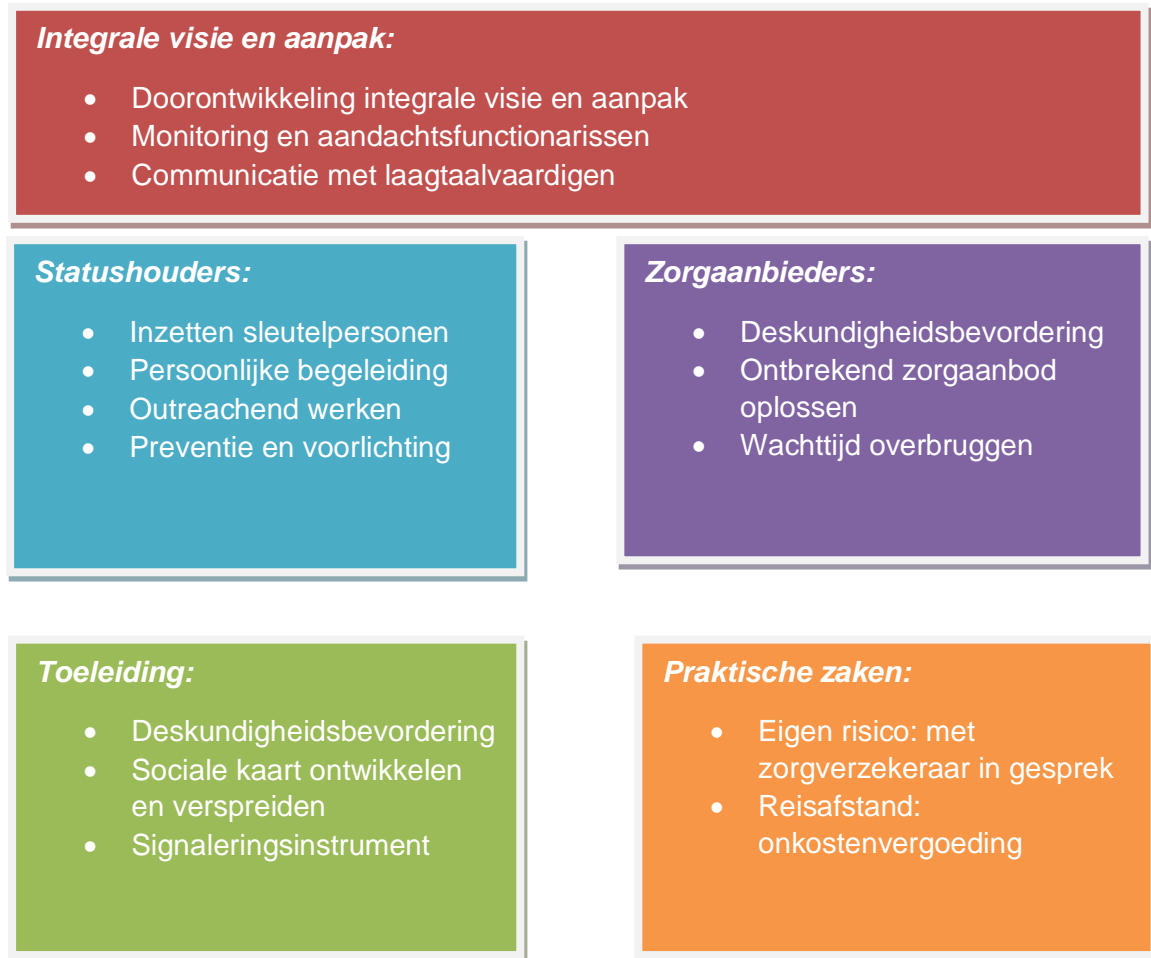 Integrale visie en aanpak:
• Doorontwikkeling integrale visie en aanpak
• Monitoring en aandachtsfunctionarissen
• Communicatie met laagtaalvaardigen
Statushouders:
• Inzetten sleutelpersonen
• Persoonlijke begeleiding
• Outreachend werken
• Preventie en voorlichting
Zorgaanbieders:
• Deskundigheidsbevordering
• Ontbrekend zorgaanbod
oplossen
• Wachttijd overbruggen
Toeleiding:
• Deskundigheidsbevordering
• Sociale kaart ontwikkelen
en verspreiden
• Signaleringsinstrument
Praktische zaken:
• Eigen risico: met
zorgverzekeraar in gesprek
• Reisafstand:
onkostenvergoeding